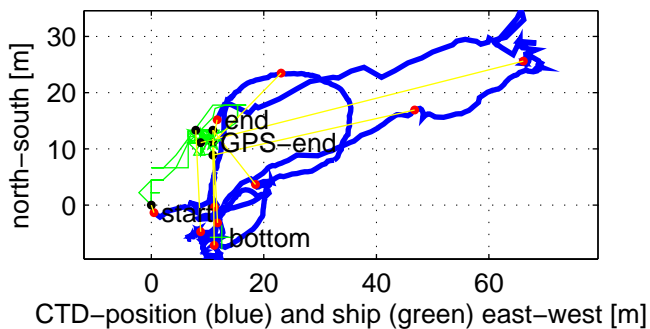 30
20
10
0
north−south [m]
end
GPS−end
start
bottom
0 20 40 60
CTD−position (blue) and ship (green) east−west [m]